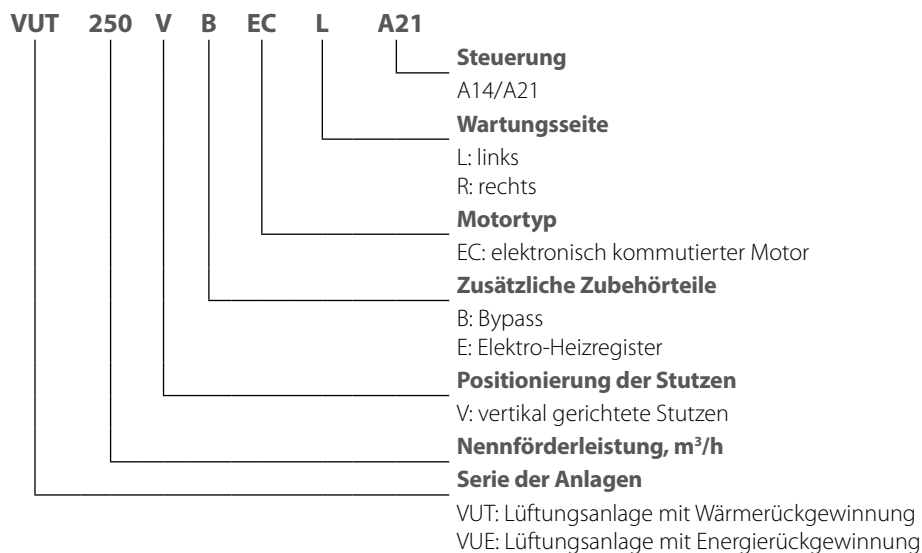 VUT 250 V B EC L A21
Steuerung
A14/A21
Wartungsseite
L: links
R: rechts
Motortyp
EC: elektronisch kommutierter Motor
Zusätzliche Zubehörteile
B: Bypass
E: Elektro-Heizregister
Positionierung der Stutzen
V: vertikal gerichtete Stutzen
Nennförderleistung, m³/h
Serie der Anlagen
VUT: Lüftungsanlage mit Wärmerückgewinnung
VUE: Lüftungsanlage mit Energierückgewinnung